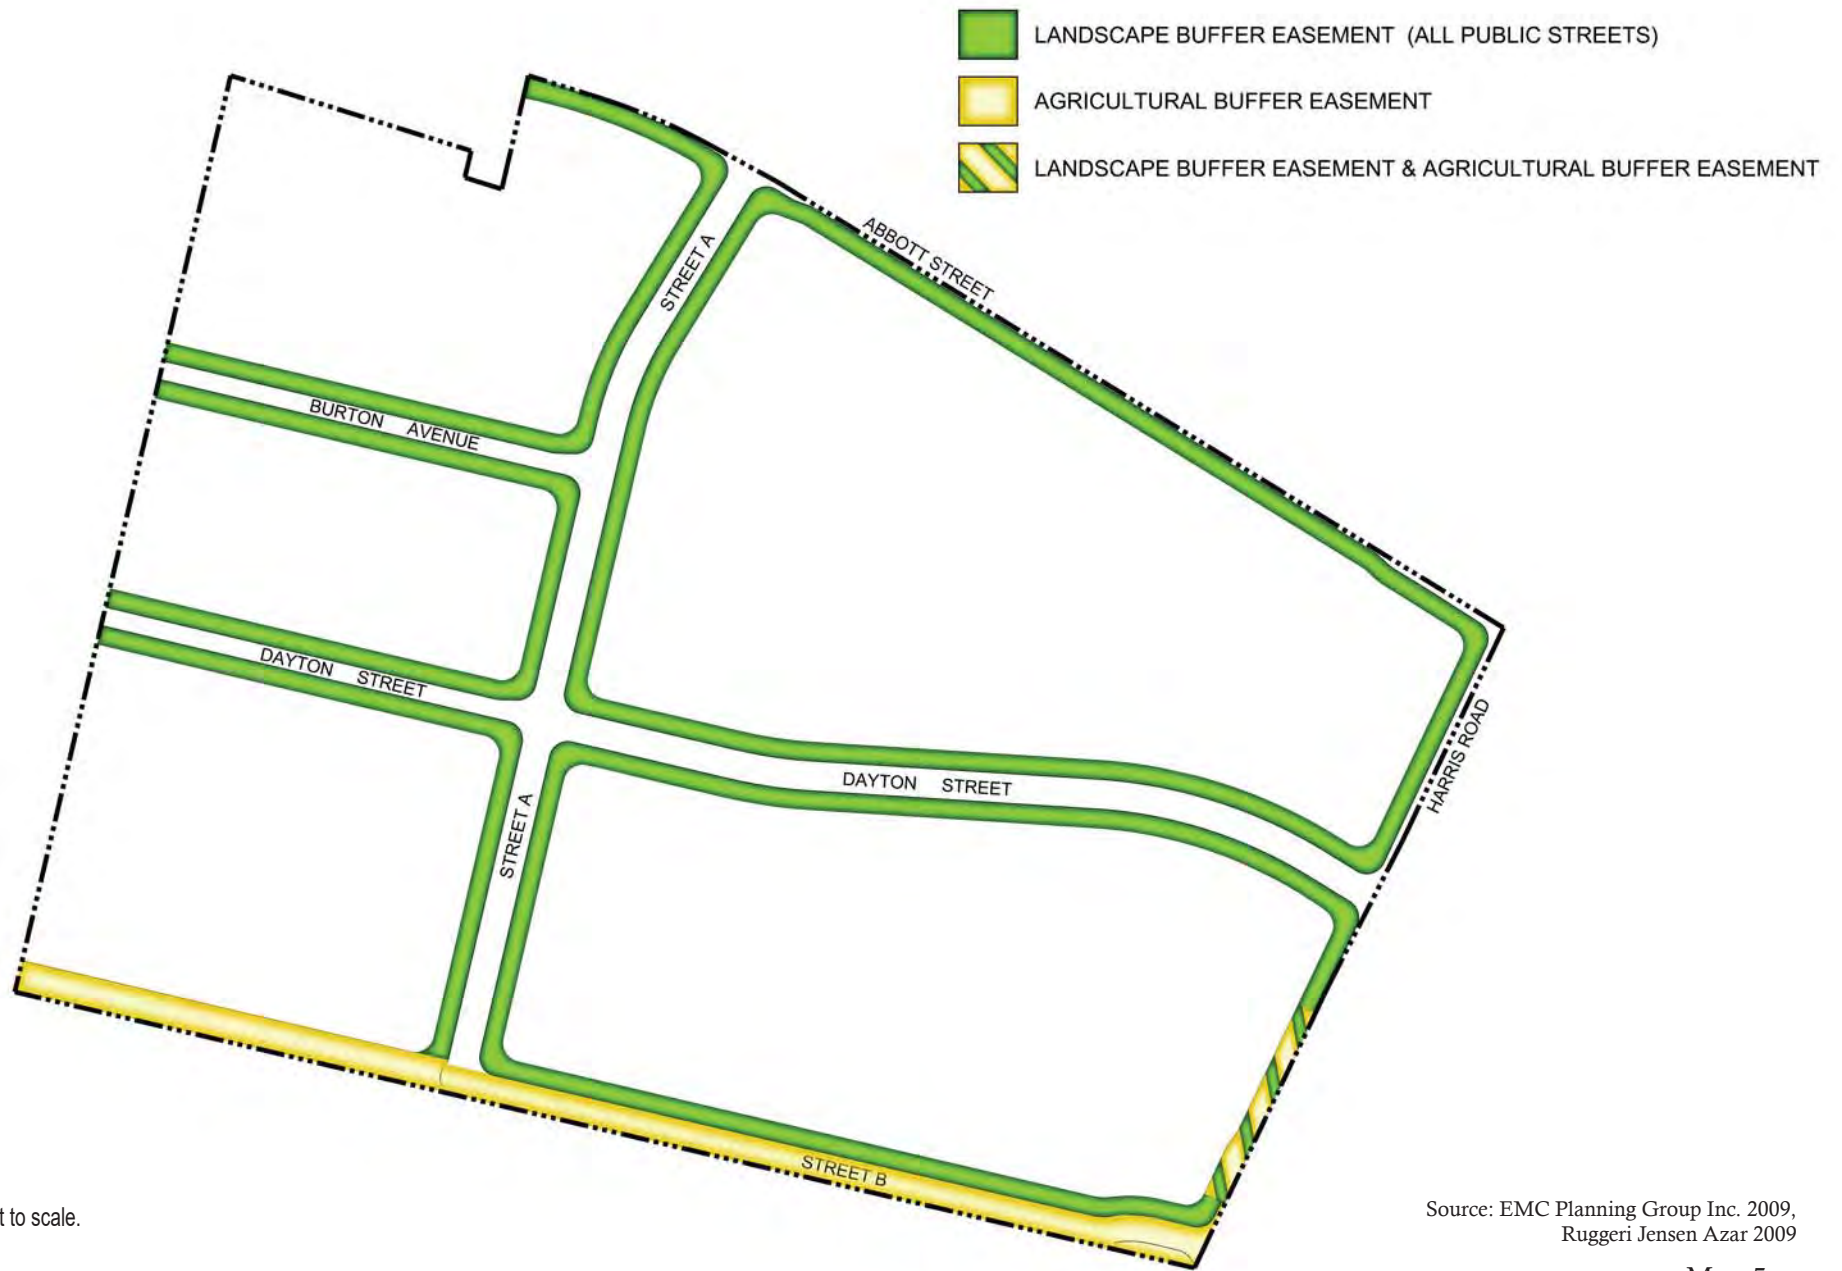 LANDSCAPE BUFFER EASEMENT (ALL PUBLIC STREETS)
AGRICULTURAL BUFFER EASEMENT
LANDSCAPE BUFFER EASEMENT & AGRICULTURAL BUFFER EASEMENT
ABBOTT STREET
STREET A
BURTON AVENUE
DAYTON STREET
HARRIS ROAD
DAYTON STREET
STREET A
STREET B
to scale.
Source: EMC Planning Group Inc. 2009,
Ruggeri Jensen Azar 2009